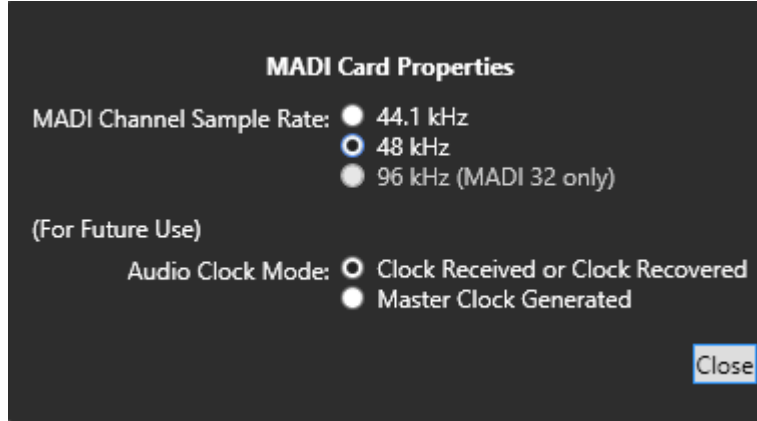 MADI Card Properties
MADI Channel Sample Rate: 44.1 kHz
48 kHz
96 kHz (MADI 32 only)
(For Future Use)
Audio Clock Mode: Clock Received or Clock Recovered
Master Clock Generated
Close